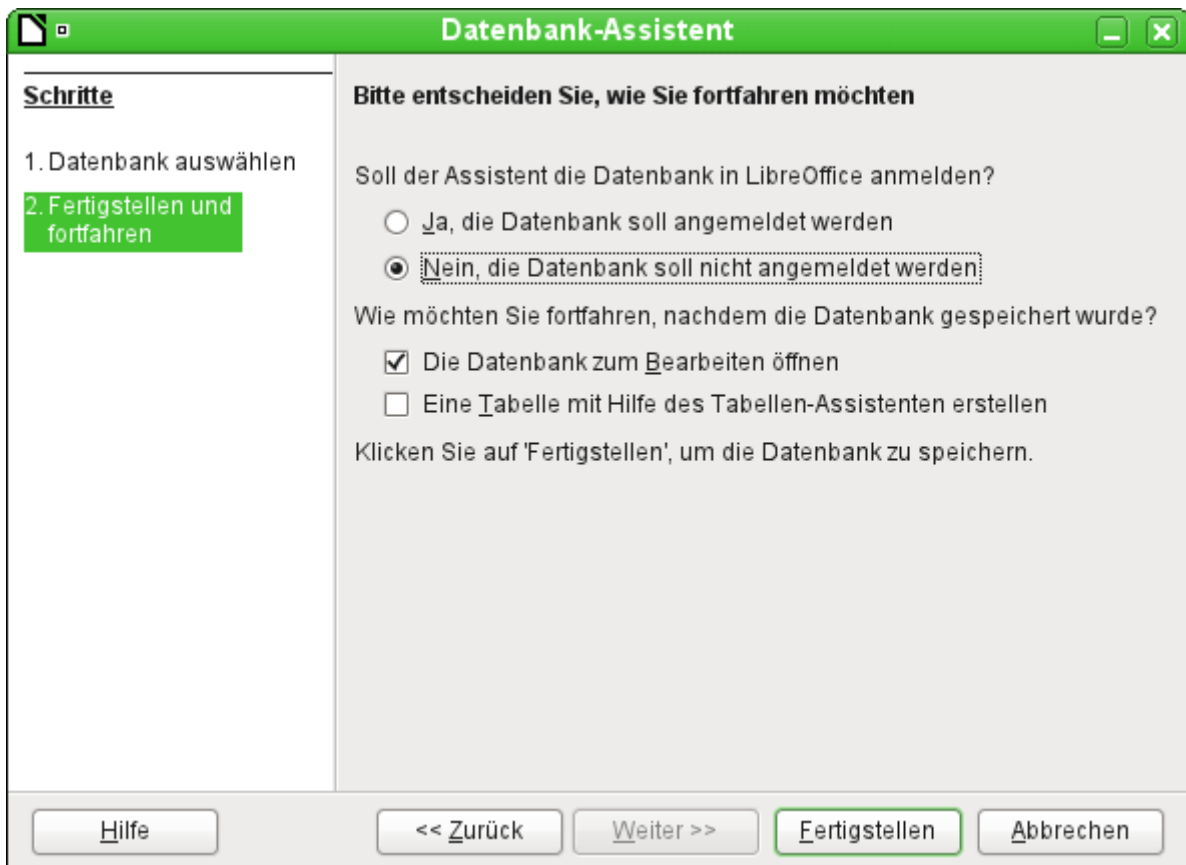 Datenbank-Assistent
Schritte
1. Datenbank auswählen
2. Fertigstellen und
fortfahren
Bitte entscheiden Sie, wie Sie fortfahren möchten
Soll der Assistent die Datenbank in LibreOffice anmelden?
Ja, die Datenbank soll angemeldet werden
Nein, die Datenbank soll nicht angemeldet werden
Wie möchten Sie fortfahren, nachdem die Datenbank gespeichert wurde?
Die Datenbank zum Bearbeiten öffnen
Eine Tabelle mit Hilfe des Tabellen-Assistenten erstellen
Klicken Sie auf 'Fertigstellen', um die Datenbank zu speichern.
Hilfe << Zurück Weiter >> Fertigstellen Abbrechen